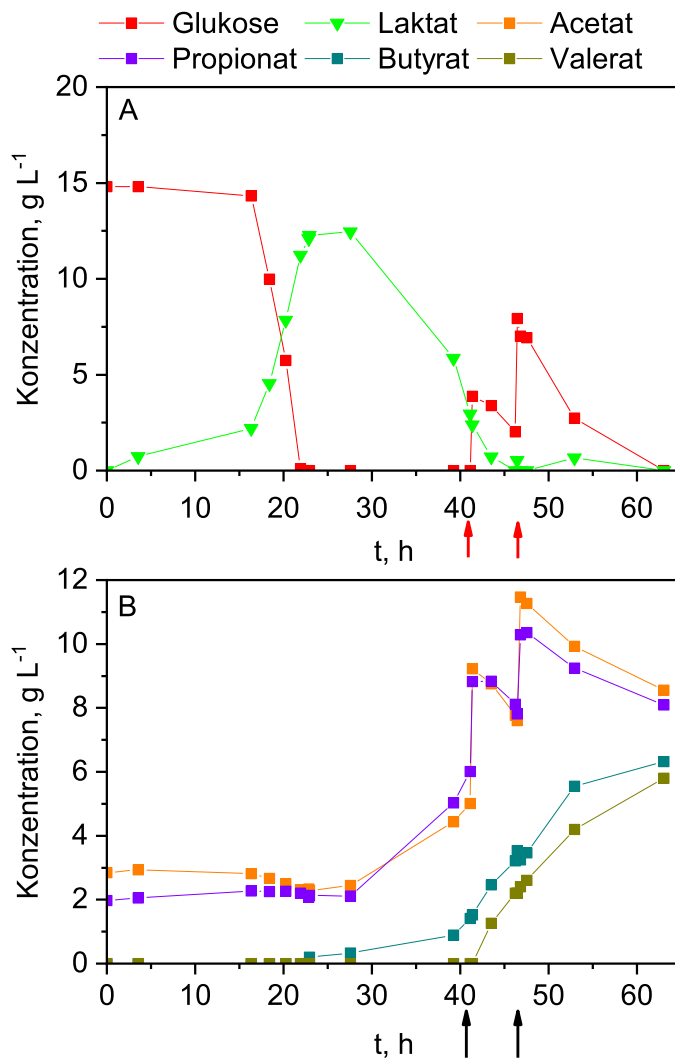 Glukose Laktat Acetat
Propionat Butyrat Valerat
A
20
15
10
5
0
Konzentration, g L⁻¹
0 10 20 30 40 50 60
t, h
B
12
10
8
6
4
2
0
Konzentration, g L⁻¹
0 10 20 30 40 50 60
t, h